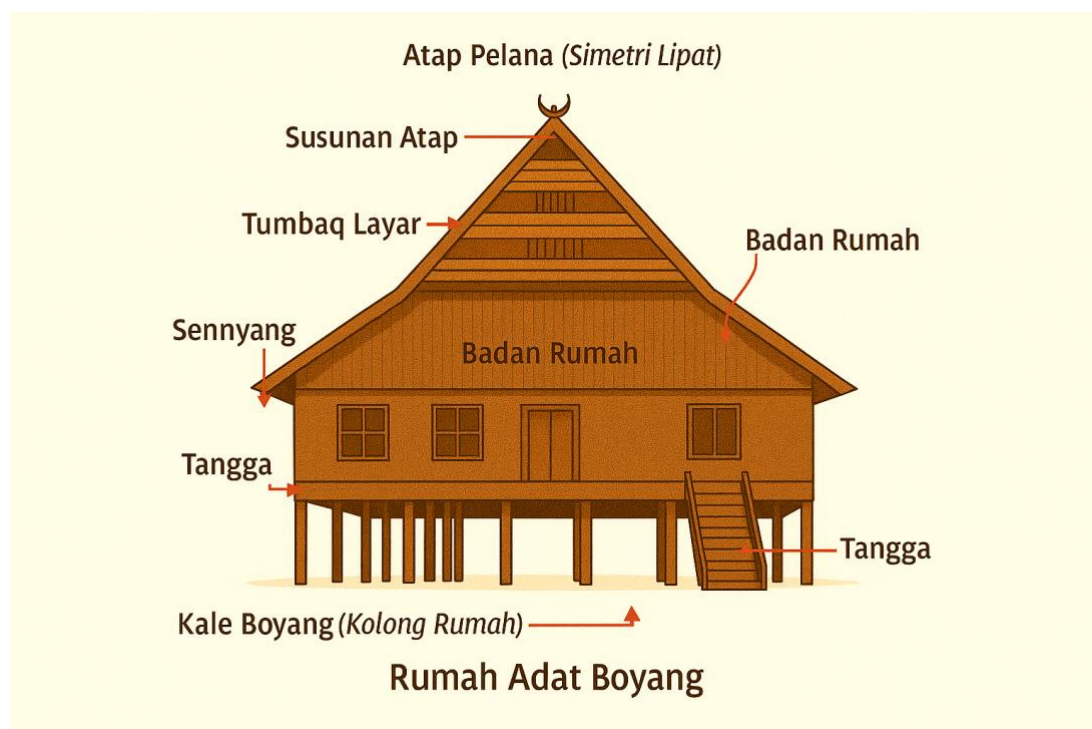 Atap Pelana (Simetri Lipat)
Susunan Atap
Tumbaq Layar
Badan Rumah
Sennyang
Badan Rumah
Tangga
Tangga
Kale Boyang (Kolong Rumah)
Rumah Adat Boyang